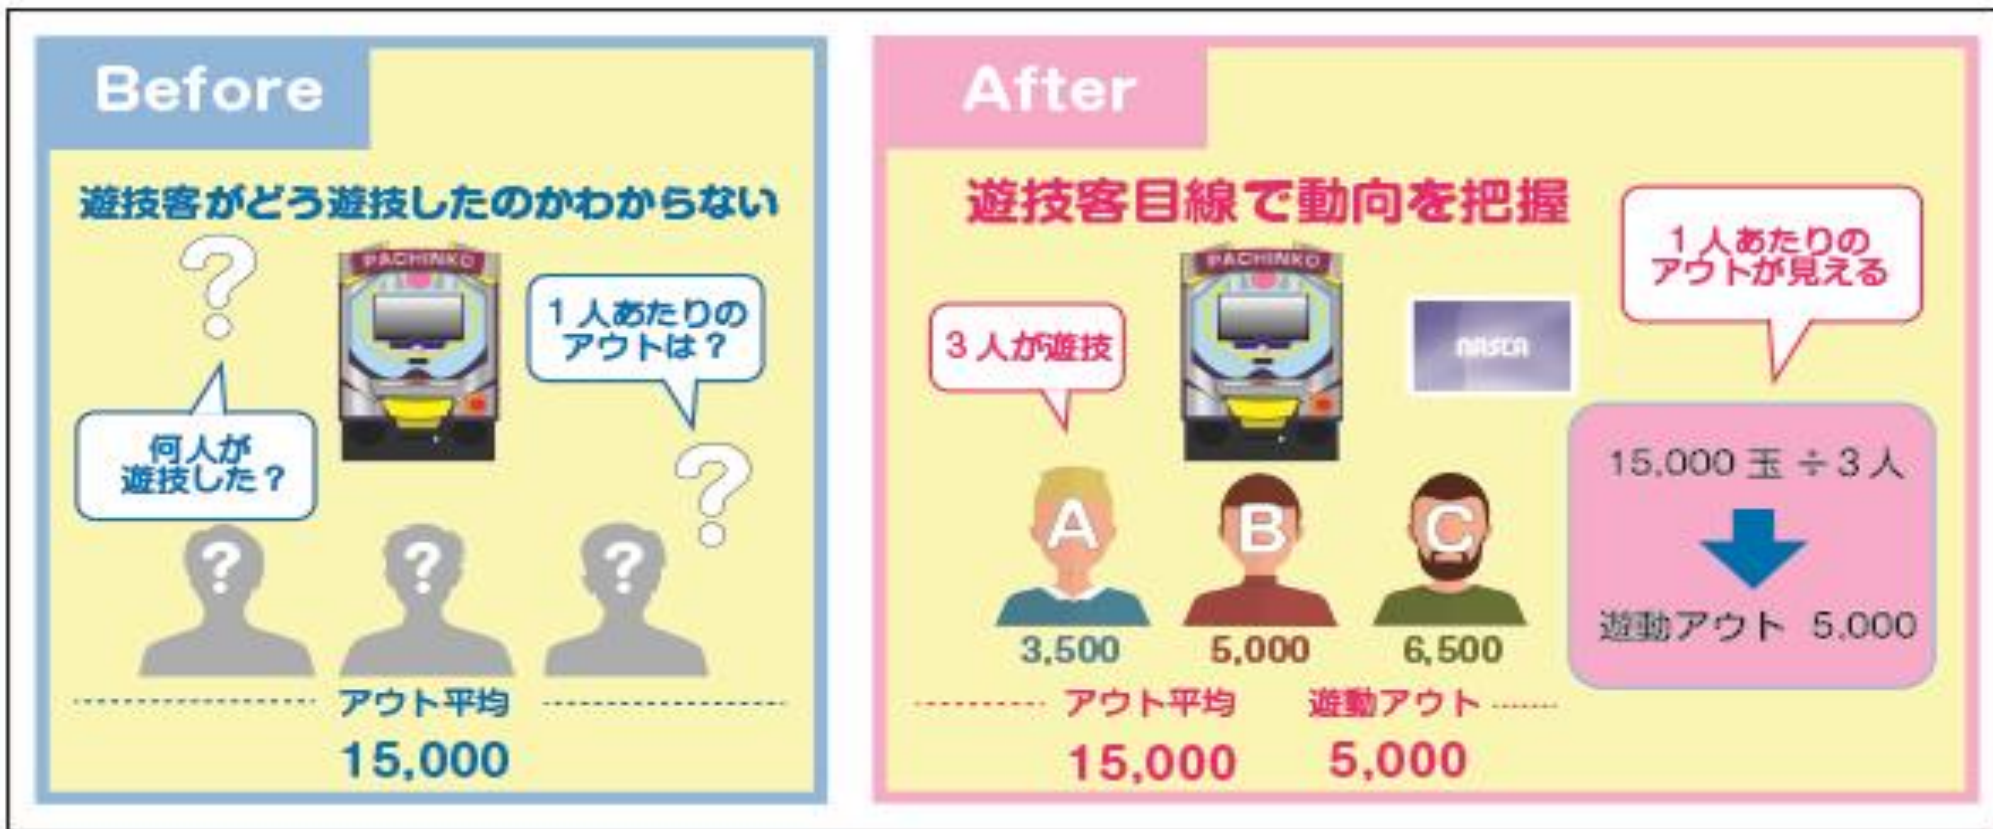 Before
遊技客がどう遊技したのかわからない
?
PACHINKO
1人あたりの
アウトは？
何人が
遊技した？
?
?
?
?
アウト平均
15,000
After
遊技客目線で動向を把握
1人あたりの
アウトが見える
3人が遊技
PACHINKO
NASCA
15,000玉÷3人
遊動アウト 5,000
A
B
C
3,500
5,000
6,500
アウト平均
遊動アウト
15,000
5,000